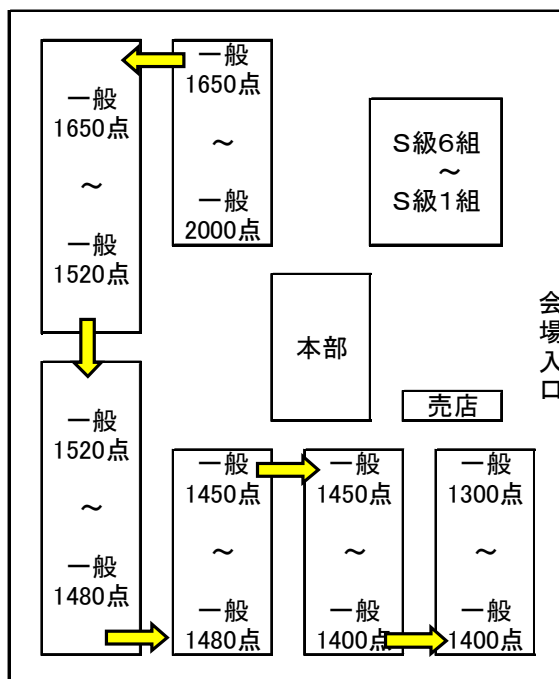 一般
1650点
~
一般
1520点
一般
1650点
~
一般
2000点
S級6組
~
S級1組
本部
売店
会場入口
一般
1520点
~
一般
1480点
一般
1450点
~
一般
1480点
一般
1450点
~
一般
1400点
一般
1300点
~
一般
1400点